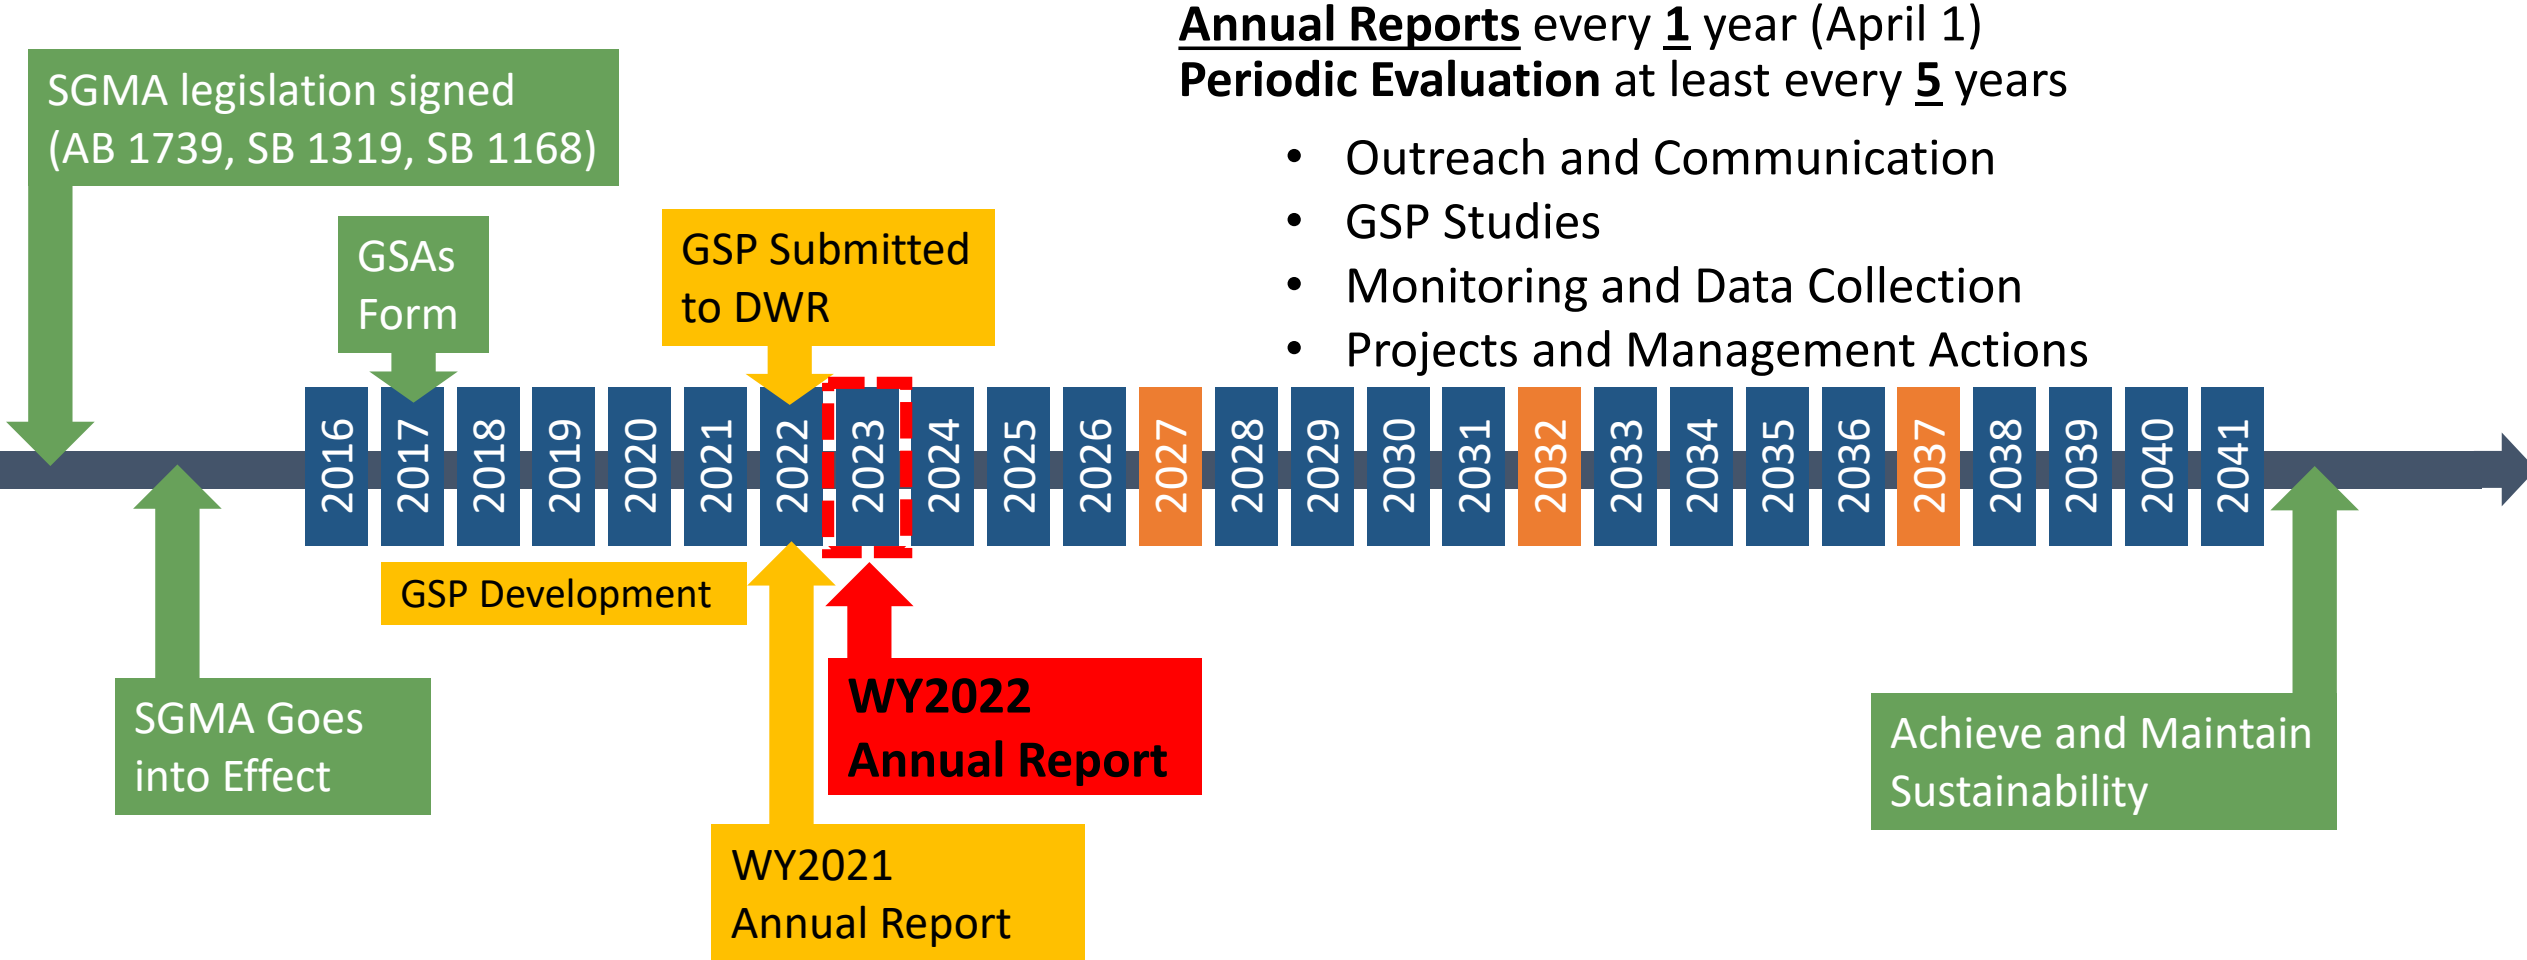 Annual Reports every 1 year (April 1)
Periodic Evaluation at least every 5 years
• Outreach and Communication
• GSP Studies
• Monitoring and Data Collection
• Projects and Management Actions
SGMA legislation signed
(AB 1739, SB 1319, SB 1168)
GSAs
Form
GSP Submitted
to DWR
2016
2017
2018
2019
2020
2021
2022
2023
2024
2025
2026
2027
2028
2029
2030
2031
2032
2033
2034
2035
2036
2037
2038
2039
2040
2041
GSP Development
SGMA Goes
into Effect
WY2022
Annual Report
Achieve and Maintain
Sustainability
WY2021
Annual Report